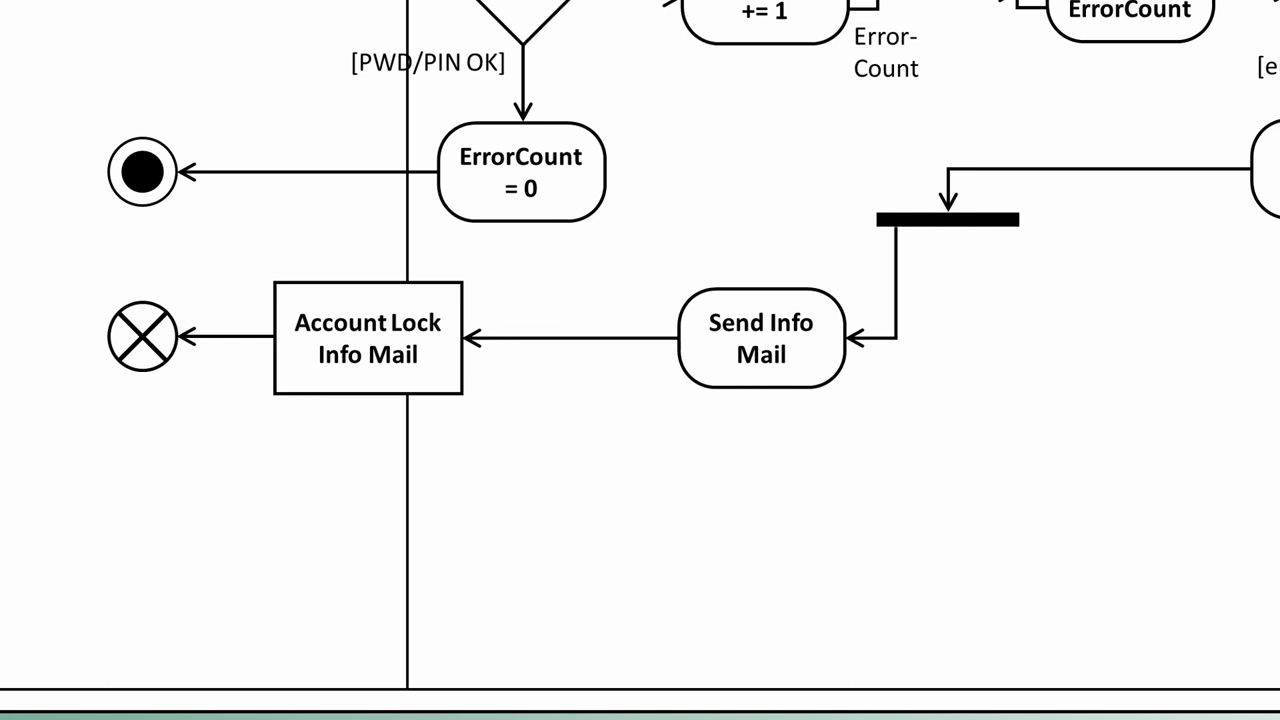 += 1
ErrorCount
Error-
Count
[PWD/PIN OK]
[e
ErrorCount
= 0
Account Lock
Info Mail
Send Info
Mail